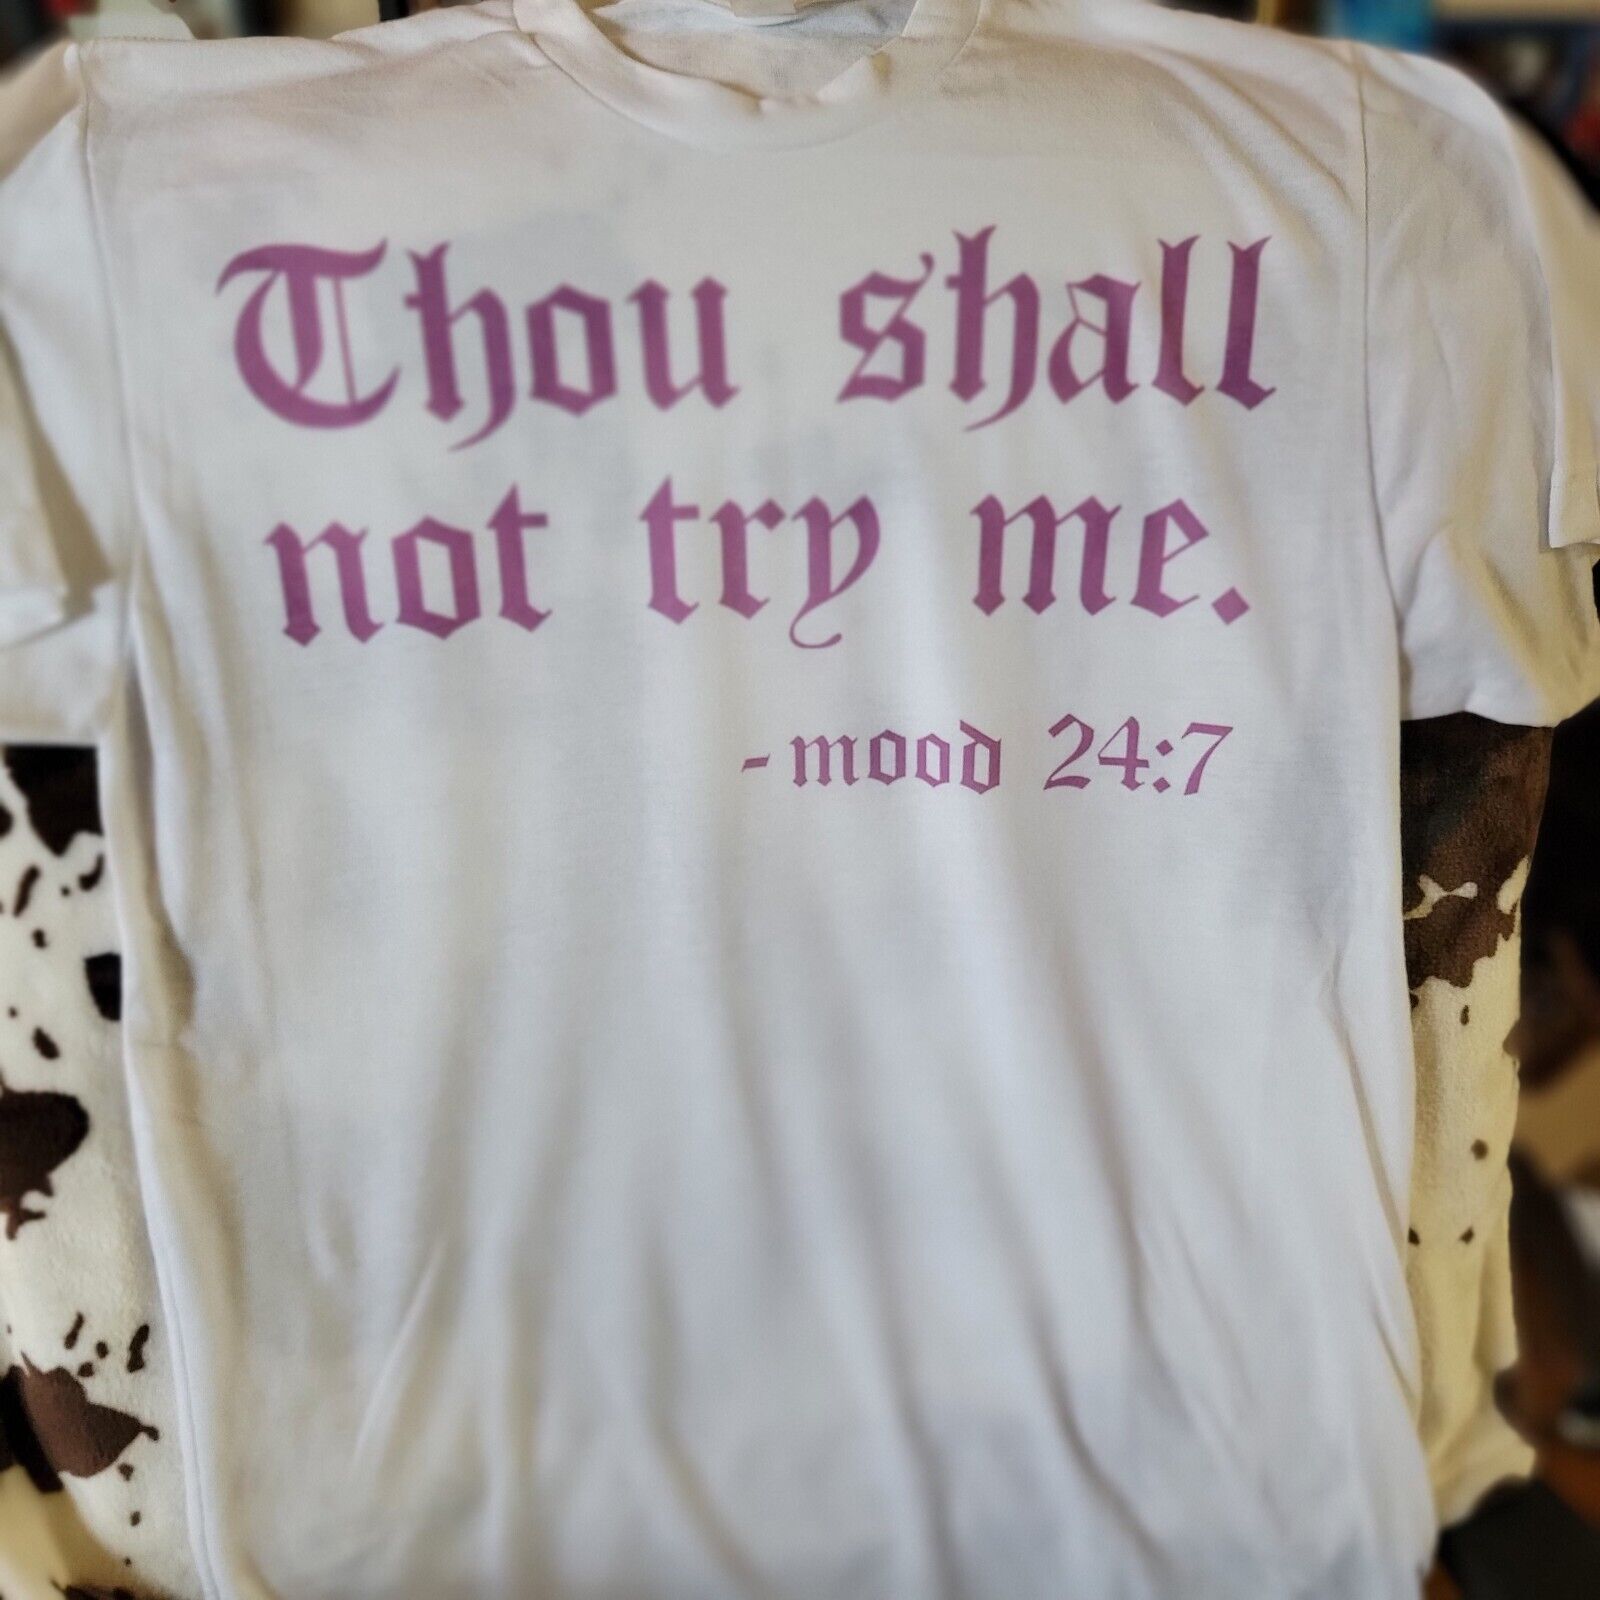 Thou shall
not try me.
-mood 24:7